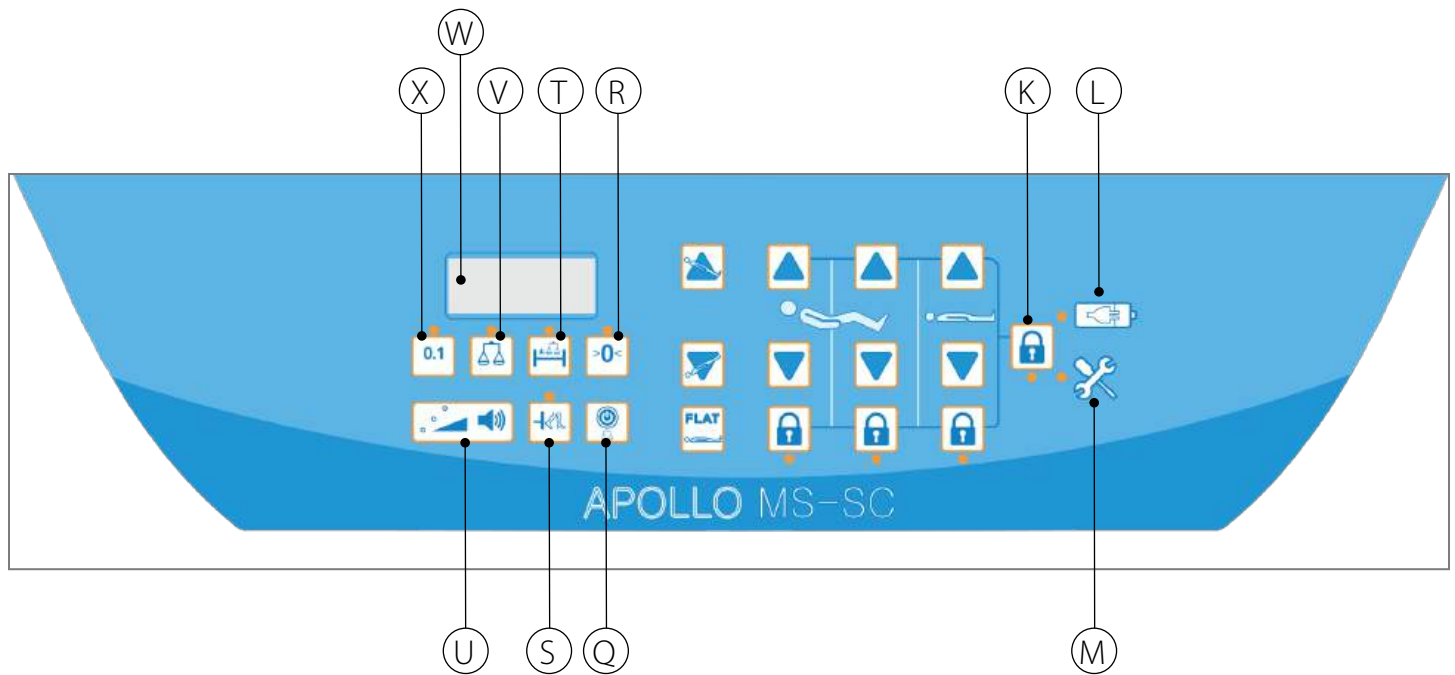 W
X V T R K L
0.1 >0<
FLAT
APOLLO MS-SC
U S Q M